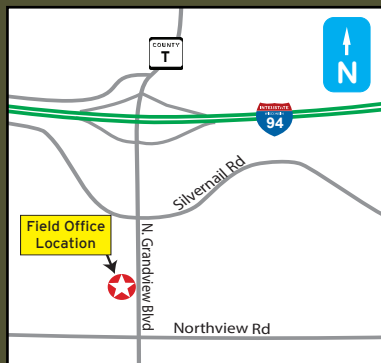 COUNTY
T
N
INTERSTATE
94
Silvernail Rd
Field Office
Location
N. Grandview Blvd
Northview Rd